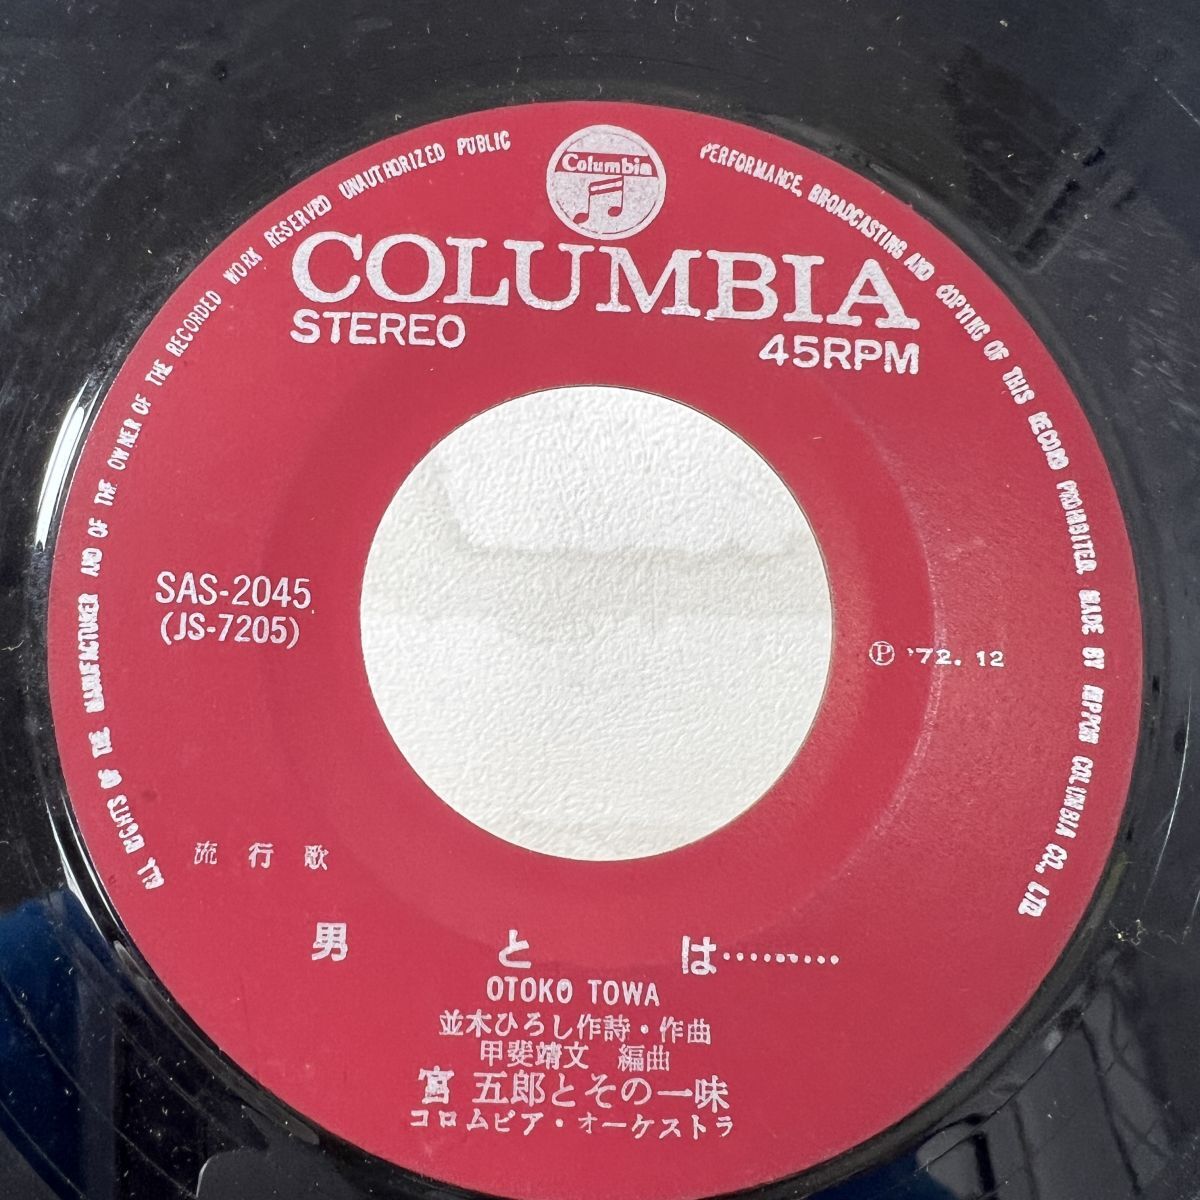 ALL RIGHTS OF THE MANUFACTURER AND OF THE OWNER OF THE RECORDED WORK RESERVED UNAUTHORIZED PUBLIC PERFORMANCE, BROADCASTING AND COPYING OF THIS RECORD PROHIBITED. MADE BY NIPPON COLUMBIA CO., LTD.
Columbia
COLUMBIA
STEREO
45RPM
SAS-2045
(JS-7205)
Ⓟ '72. 12
流行歌
男とは………
OTOKO TOWA
並木ひろし作詩・作曲
甲斐靖文 編曲
宮 五郎とその一味
コロムビア・オーケストラ